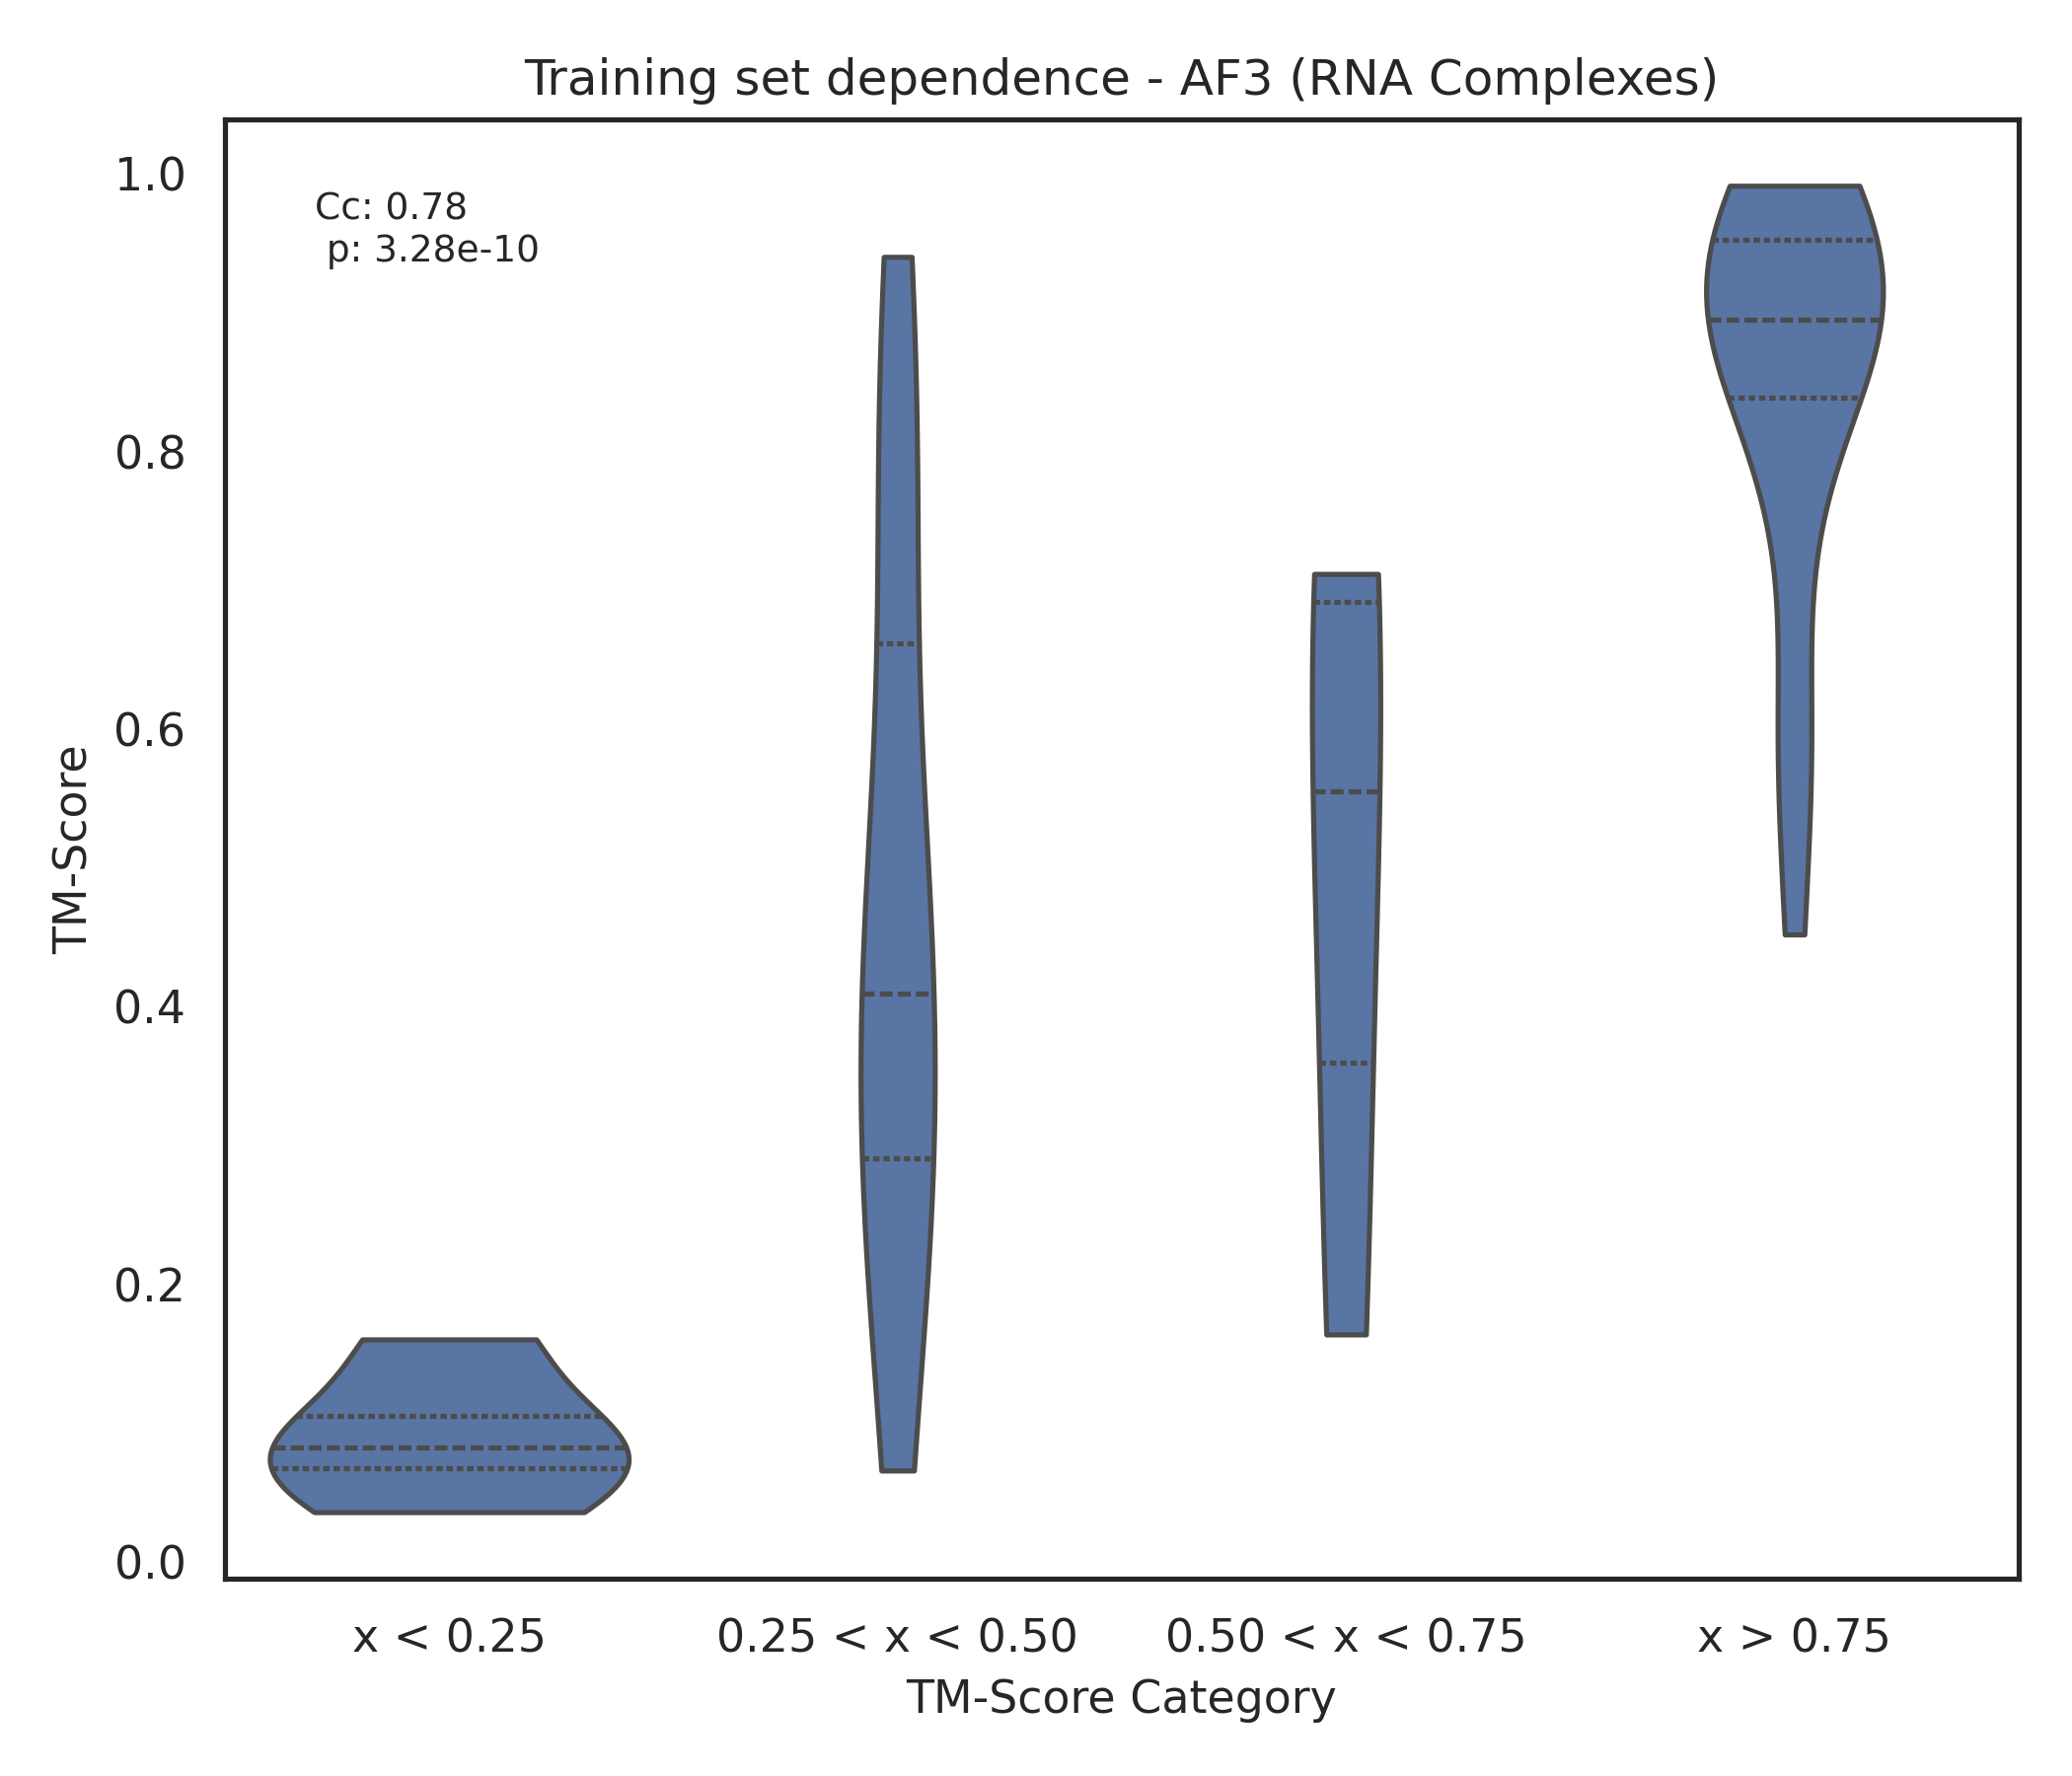 Training set dependence - AF3 (RNA Complexes)
Cc: 0.78
p: 3.28e-10
1.0
0.8
0.6
0.4
0.2
0.0
TM-Score
x < 0.25
0.25 < x < 0.50
0.50 < x < 0.75
x > 0.75
TM-Score Category